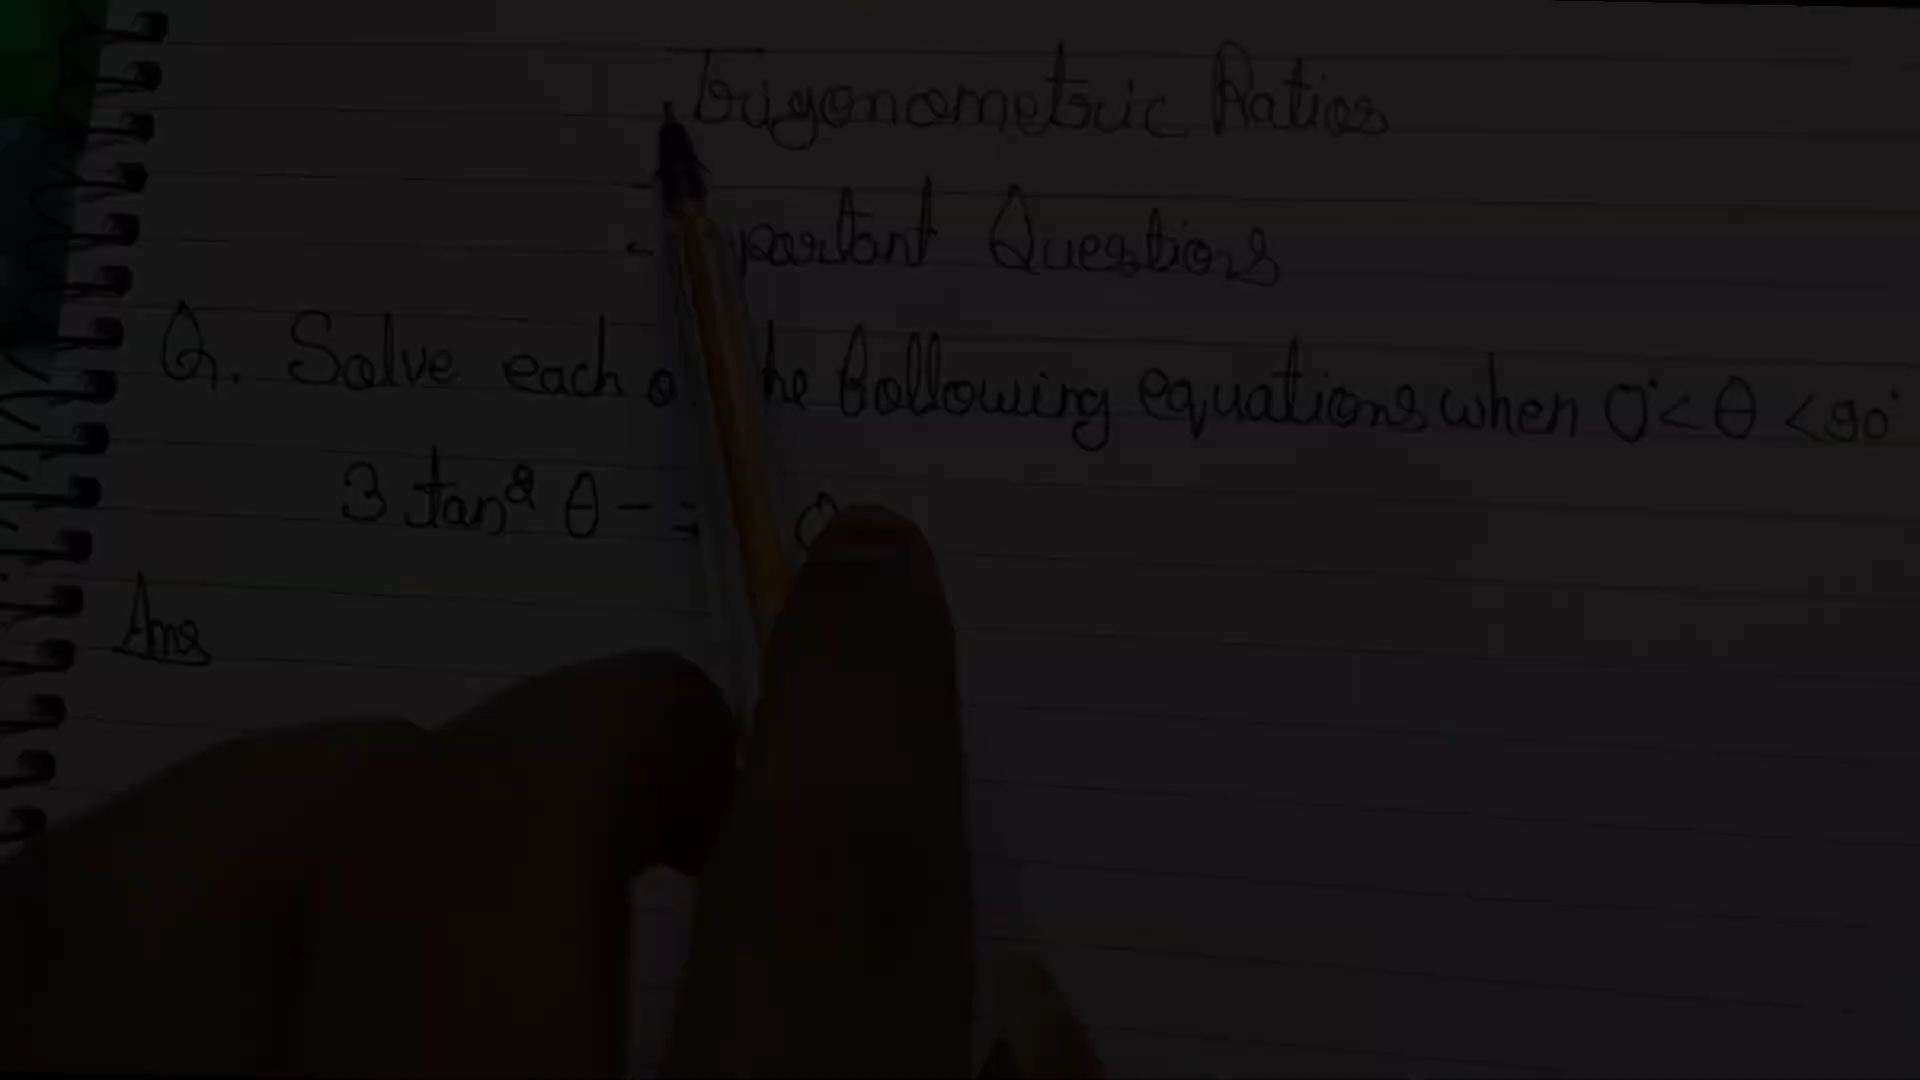 Trigonometric Ratios
Questions
Q. Solve each the following equations when 0°< θ < 90°
3 tan² θ -
Ans